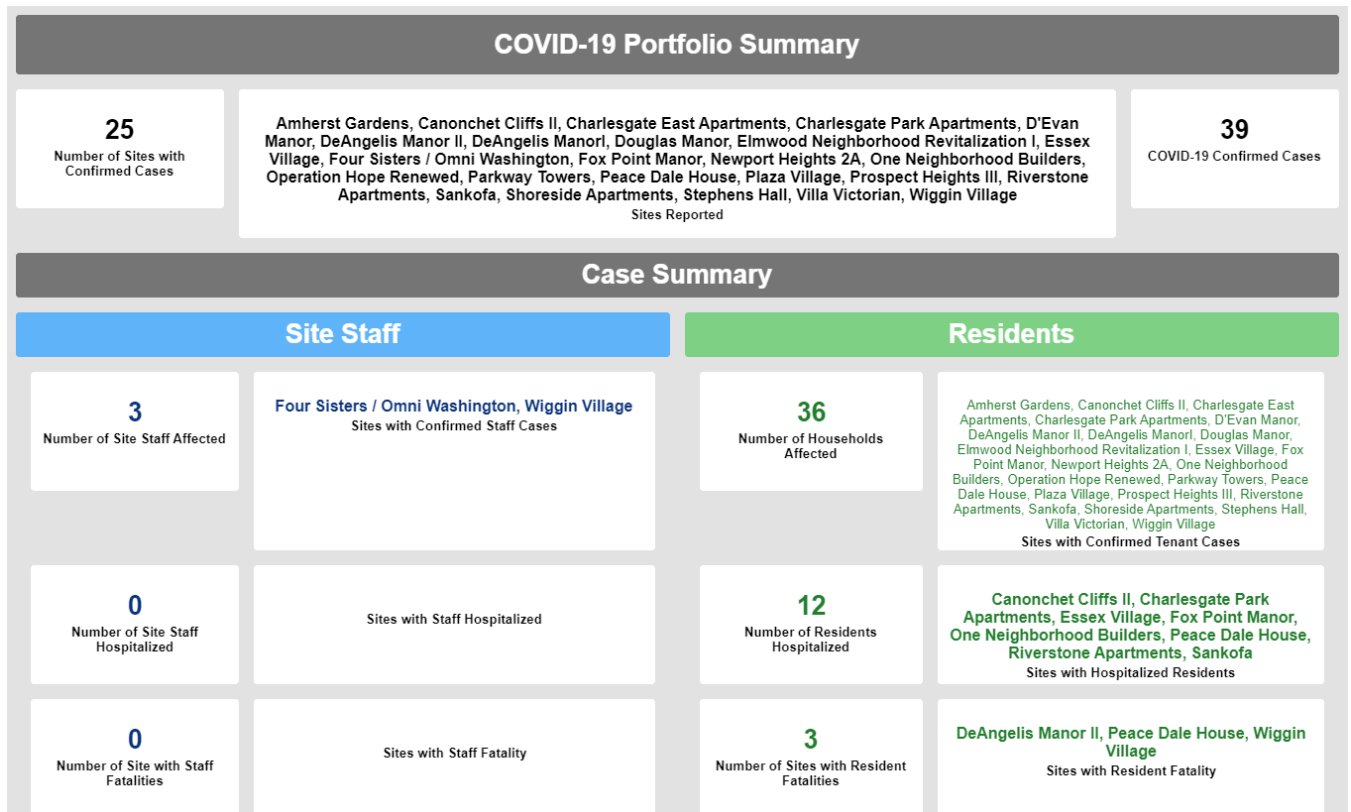 COVID-19 Portfolio Summary
25
Number of Sites with
Confirmed Cases
Amherst Gardens, Canonchet Cliffs II, Charlesgate East Apartments, Charlesgate Park Apartments, D'Evan
Manor, DeAngelis Manor II, DeAngelis ManorI, Douglas Manor, Elmwood Neighborhood Revitalization I, Essex
Village, Four Sisters / Omni Washington, Fox Point Manor, Newport Heights 2A, One Neighborhood Builders,
Operation Hope Renewed, Parkway Towers, Peace Dale House, Plaza Village, Prospect Heights III, Riverstone
Apartments, Sankofa, Shoreside Apartments, Stephens Hall, Villa Victorian, Wiggin Village
Sites Reported
39
COVID-19 Confirmed Cases
Case Summary
Site Staff
3
Number of Site Staff Affected
Four Sisters / Omni Washington, Wiggin Village
Sites with Confirmed Staff Cases
0
Number of Site Staff
Hospitalized
Sites with Staff Hospitalized
0
Number of Site with Staff
Fatalities
Sites with Staff Fatality
Residents
36
Number of Households
Affected
Amherst Gardens, Canonchet Cliffs II, Charlesgate East
Apartments, Charlesgate Park Apartments, D'Evan Manor,
DeAngelis Manor II, DeAngelis ManorI, Douglas Manor,
Elmwood Neighborhood Revitalization I, Essex Village, Fox
Point Manor, Newport Heights 2A, One Neighborhood
Builders, Operation Hope Renewed, Parkway Towers, Peace
Dale House, Plaza Village, Prospect Heights III, Riverstone
Apartments, Sankofa, Shoreside Apartments, Stephens Hall,
Villa Victorian, Wiggin Village
Sites with Confirmed Tenant Cases
12
Number of Residents
Hospitalized
Canonchet Cliffs II, Charlesgate Park
Apartments, Essex Village, Fox Point Manor,
One Neighborhood Builders, Peace Dale House,
Riverstone Apartments, Sankofa
Sites with Hospitalized Residents
3
Number of Sites with Resident
Fatalities
DeAngelis Manor II, Peace Dale House, Wiggin
Village
Sites with Resident Fatality